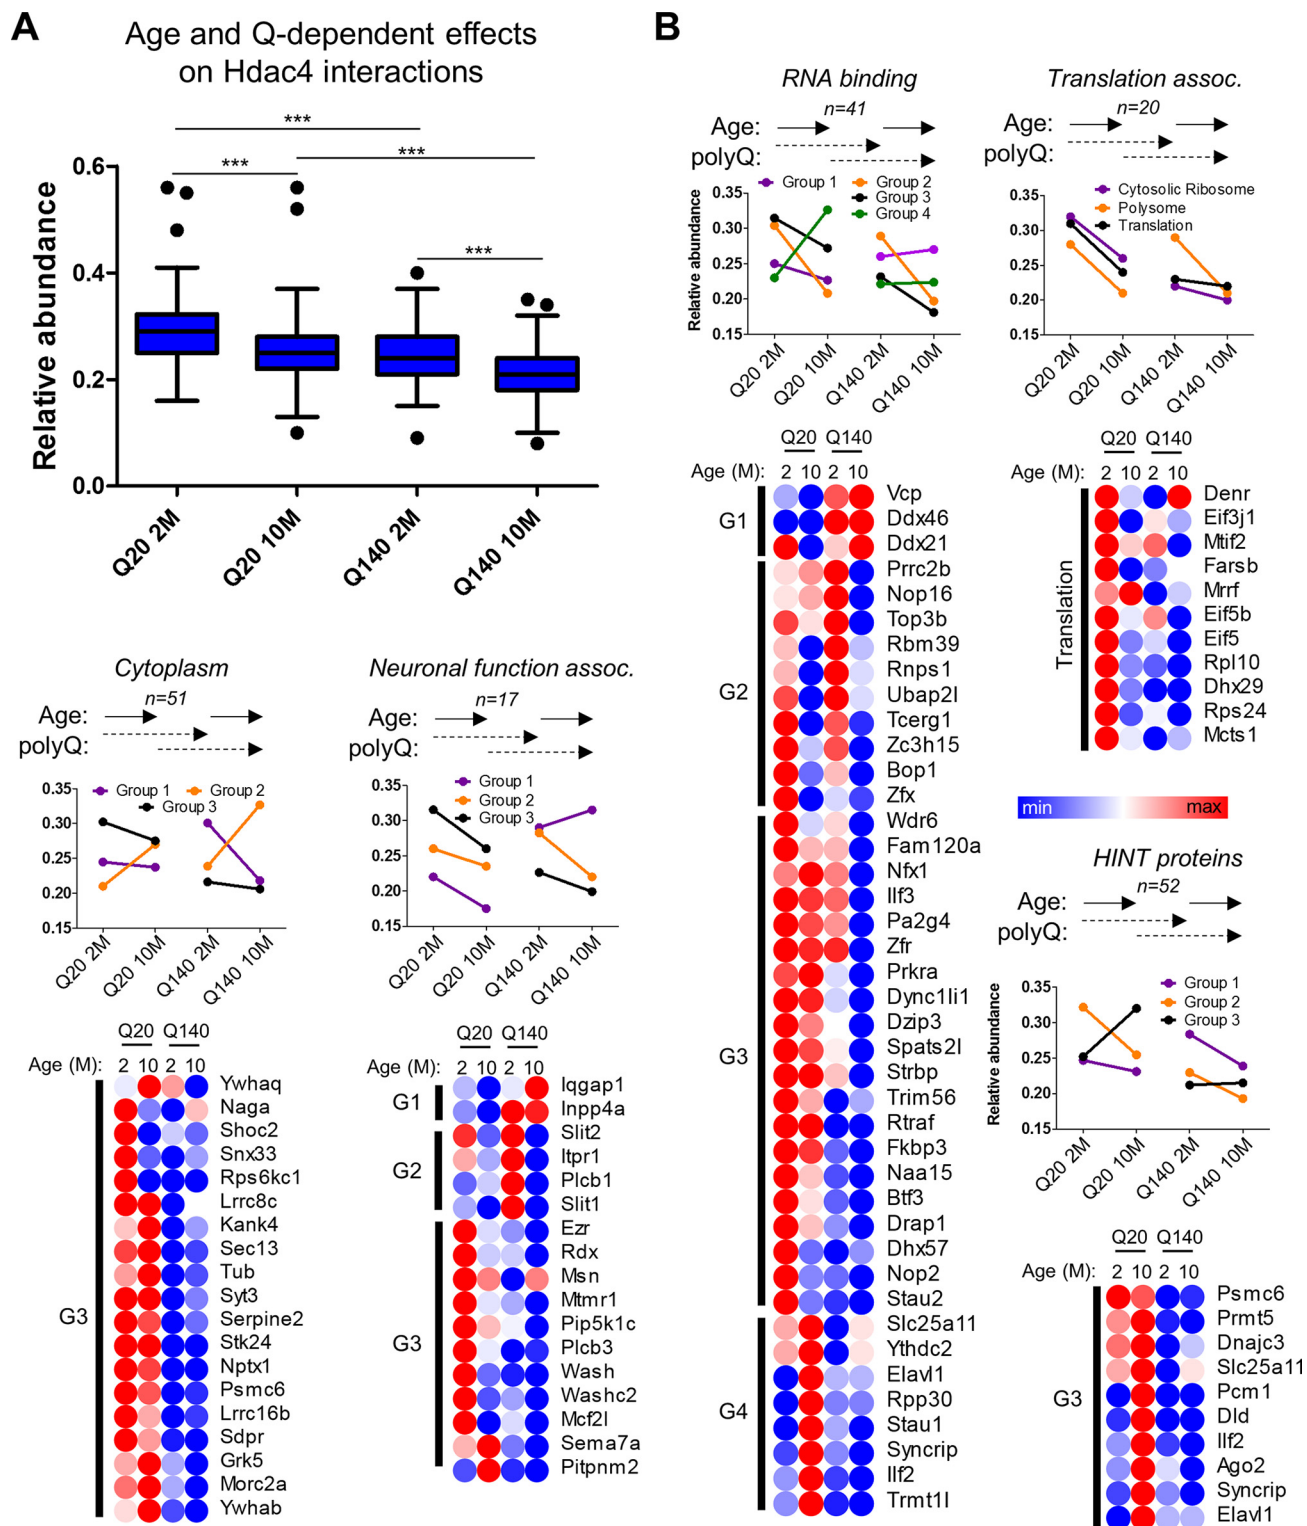 A
Age and Q-dependent effects
on Hdac4 interactions
***
***
***
***
Relative abundance
0.6
0.4
0.2
0.0
Q20 2M
Q20 10M
Q140 2M
Q140 10M
Cytoplasm
n=51
Age:
polyQ:
Group 1
Group 2
Group 3
0.35
0.30
0.25
0.20
0.15
Q20 2M
Q20 10M
Q140 2M
Q140 10M
Q20 Q140
Age (M): 2 10 2 10
G3
Ywhaq
Naga
Shoc2
Snx33
Rps6kc1
Lrrc8c
Kank4
Sec13
Tub
Syt3
Serpine2
Stk24
Nptx1
Psmc6
Lrrc16b
Sdpr
Grk5
Morc2a
Ywhab
Neuronal function assoc.
n=17
Age:
polyQ:
Group 1
Group 2
Group 3
0.35
0.30
0.25
0.20
0.15
Q20 2M
Q20 10M
Q140 2M
Q140 10M
Q20 Q140
Age (M): 2 10 2 10
G1
Iqgap1
Inpp4a
G2
Slit2
Itpr1
Plcb1
Slit1
G3
Ezr
Rdx
Msn
Mtmr1
Pip5k1c
Plcb3
Wash
Washc2
Mcf2l
Sema7a
Pitpnm2
B
RNA binding
n=41
Age:
polyQ:
Group 1
Group 2
Group 3
Group 4
Relative abundance
0.35
0.30
0.25
0.20
0.15
Q20 2M
Q20 10M
Q140 2M
Q140 10M
Q20 Q140
Age (M): 2 10 2 10
G1
Vcp
Ddx46
Ddx21
G2
Prrc2b
Nop16
Top3b
Rbm39
Rnps1
Ubap2l
Tcerg1
Zc3h15
Bop1
Zfx
G3
Wdr6
Fam120a
Nfx1
Ilf3
Pa2g4
Zfr
Prkra
Dync1li1
Dzip3
Spats2l
Strbp
Trim56
Rtraf
Fkbp3
Naa15
Btf3
Drap1
Dhx57
Nop2
Stau2
G4
Slc25a11
Ythdc2
Elavl1
Rpp30
Stau1
Syncrip
Ilf2
Trmt1l
Translation assoc.
n=20
Age:
polyQ:
Cytosolic Ribosome
Polysome
Translation
0.35
0.30
0.25
0.20
0.15
Q20 2M
Q20 10M
Q140 2M
Q140 10M
Q20 Q140
Age (M): 2 10 2 10
Translation
Denr
Eif3j1
Mtif2
Farsb
Mrrf
Eif5b
Eif5
Rpl10
Dhx29
Rps24
Mcts1
min max
HINT proteins
n=52
Age:
polyQ:
Group 1
Group 2
Group 3
Relative abundance
0.35
0.30
0.25
0.20
0.15
Q20 2M
Q20 10M
Q140 2M
Q140 10M
Q20 Q140
Age (M): 2 10 2 10
G3
Psmc6
Prmt5
Dnajc3
Slc25a11
Pcm1
Dld
Ilf2
Ago2
Syncrip
Elavl1